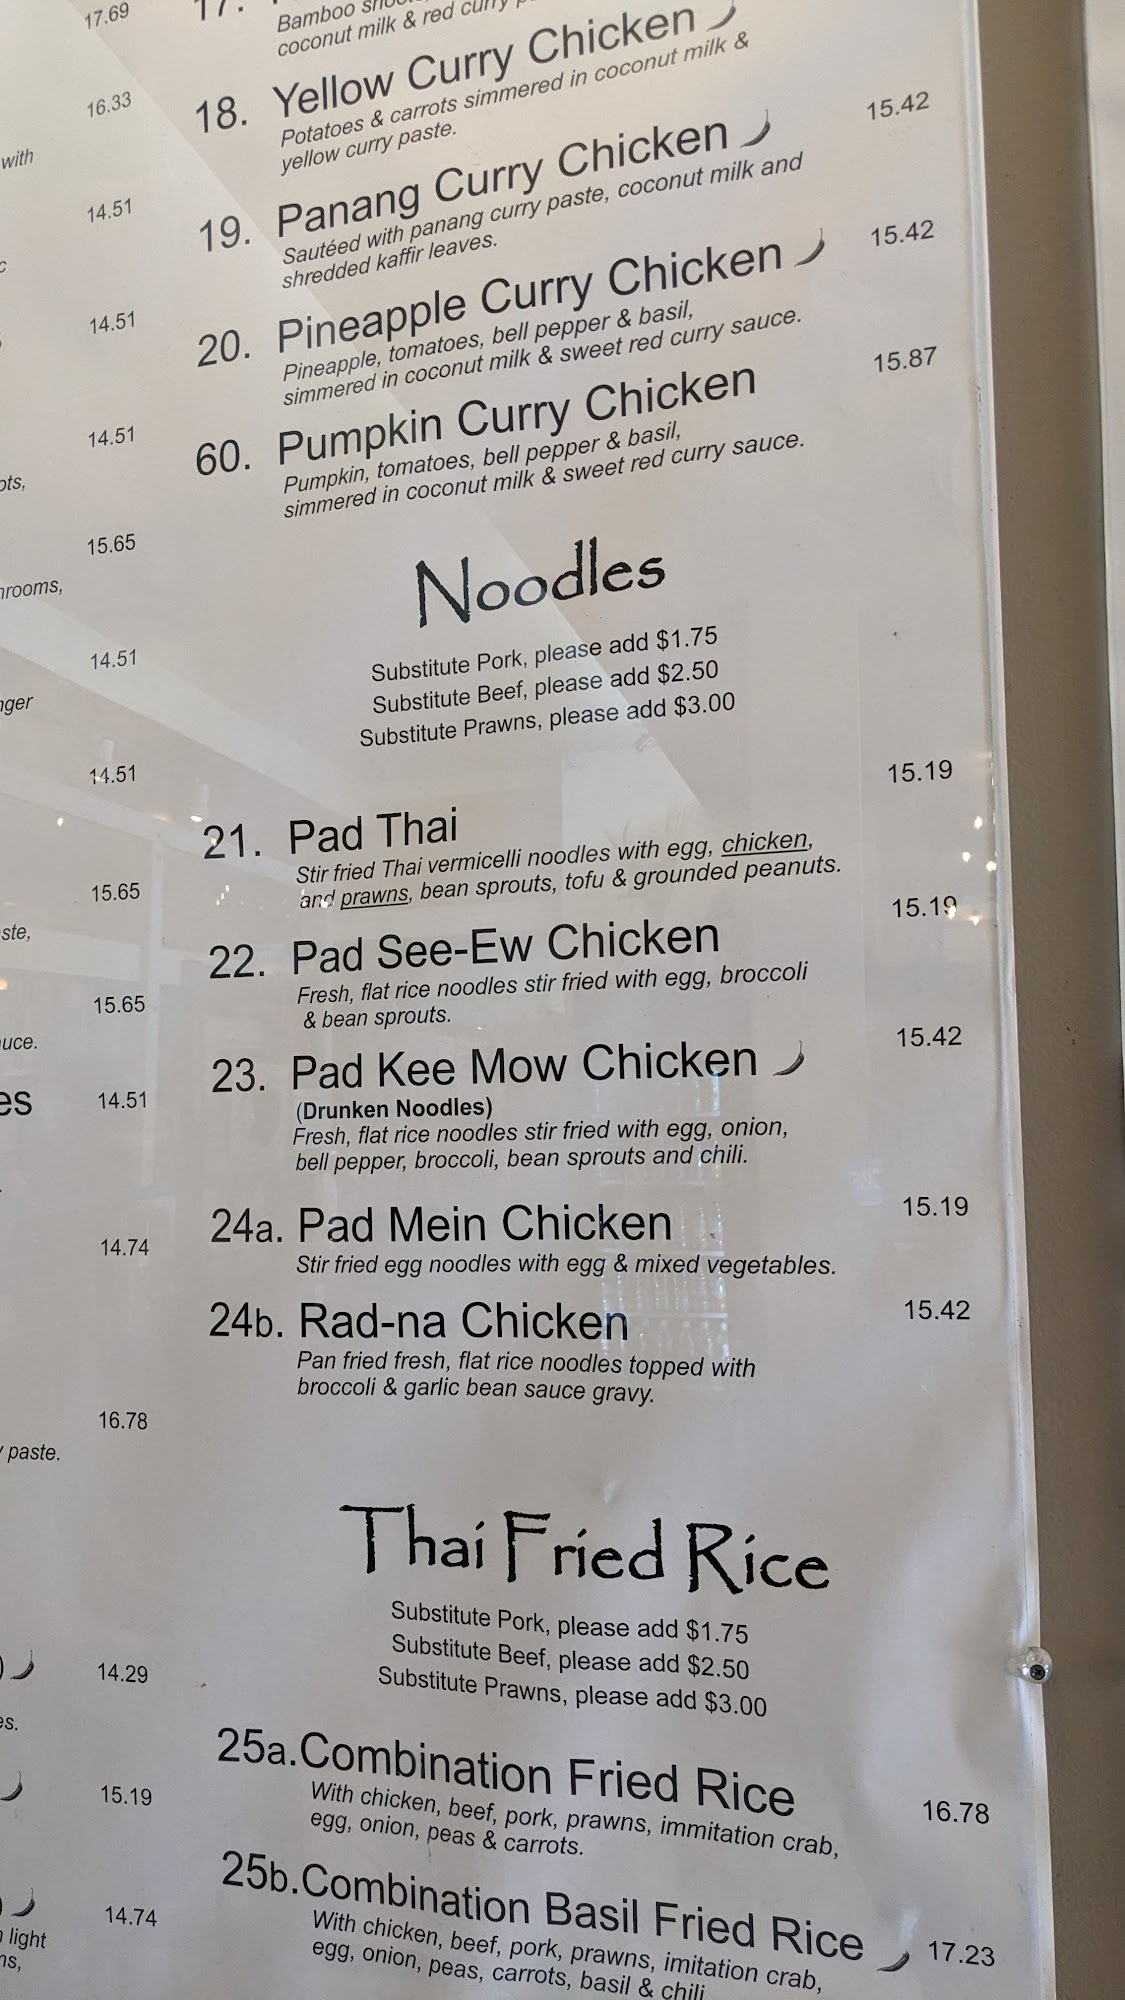 17.69
16.33
with
14.51
c
14.51
14.51
ots,
15.65
hrooms,
14.51
nger
14.51
15.65
ste,
15.65
uce.
es 14.51
14.74
16.78
paste.
14.29
es.
15.19
14.74
light
ns,
17.
Bamboo
coconut milk & red curry
18. Yellow Curry Chicken
Potatoes & carrots simmered in coconut milk &
yellow curry paste.
15.42
19. Panang Curry Chicken
Sautéed with panang curry paste, coconut milk and
shredded kaffir leaves.
15.42
20. Pineapple Curry Chicken
Pineapple, tomatoes, bell pepper & basil,
simmered in coconut milk & sweet red curry sauce.
15.87
60. Pumpkin Curry Chicken
Pumpkin, tomatoes, bell pepper & basil,
simmered in coconut milk & sweet red curry sauce.
Noodles
Substitute Pork, please add $1.75
Substitute Beef, please add $2.50
Substitute Prawns, please add $3.00
15.19
21. Pad Thai
Stir fried Thai vermicelli noodles with egg, chicken,
and prawns, bean sprouts, tofu & grounded peanuts.
15.19
22. Pad See-Ew Chicken
Fresh, flat rice noodles stir fried with egg, broccoli
& bean sprouts.
15.42
23. Pad Kee Mow Chicken
(Drunken Noodles)
Fresh, flat rice noodles stir fried with egg, onion,
bell pepper, broccoli, bean sprouts and chili.
24a. Pad Mein Chicken 15.19
Stir fried egg noodles with egg & mixed vegetables.
24b. Rad-na Chicken 15.42
Pan fried fresh, flat rice noodles topped with
broccoli & garlic bean sauce gravy.
Thai Fried Rice
Substitute Pork, please add $1.75
Substitute Beef, please add $2.50
Substitute Prawns, please add $3.00
25a. Combination Fried Rice 16.78
With chicken, beef, pork, prawns, immitation crab,
egg, onion, peas & carrots.
25b. Combination Basil Fried Rice 17.23
With chicken, beef, pork, prawns, imitation crab,
egg, onion, peas, carrots, basil & chili